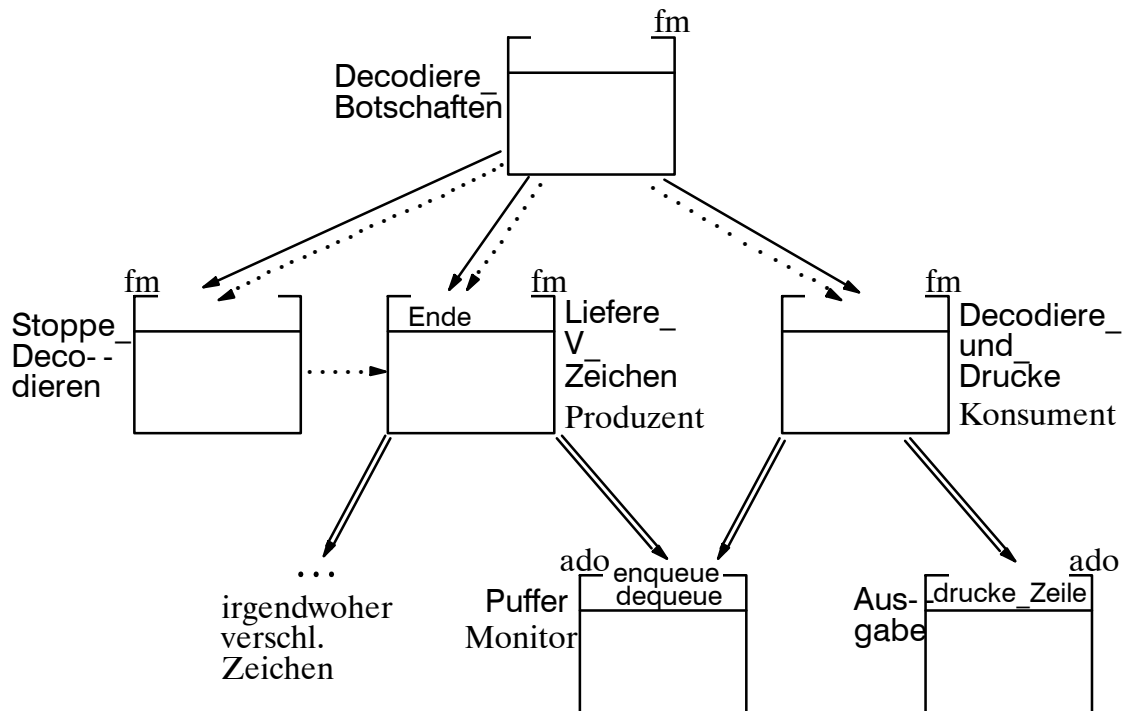 fm
Decodiere_
Botschaften
fm
Stoppe_
Deco--
dieren
fm
Ende
Liefere_
V_
Zeichen
Produzent
fm
Decodiere_
und_
Drucke
Konsument
...
irgendwoher
verschl.
Zeichen
ado
enqueue
dequeue
Puffer
Monitor
ado
drucke_Zeile
Aus-
gabe